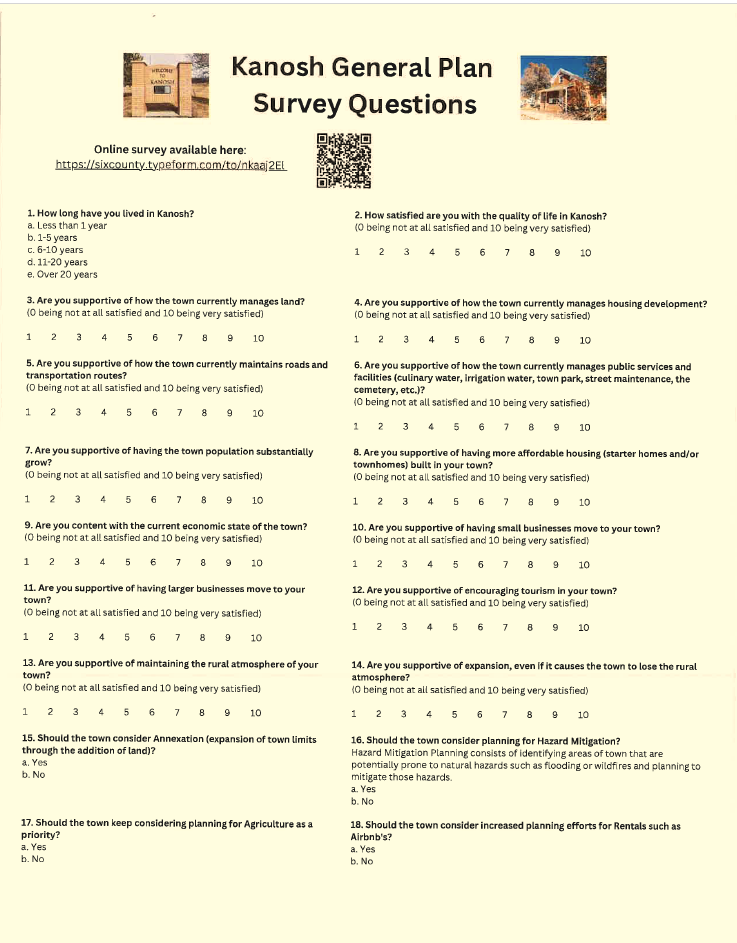 WELCOME
TO
KANOSH
Kanosh General Plan
Survey Questions
Online survey available here:
https://sixcounty.typeform.com/to/nkaaj2El
1. How long have you lived in Kanosh?
a. Less than 1 year
b. 1-5 years
c. 6-10 years
d. 11-20 years
e. Over 20 years
2. How satisfied are you with the quality of life in Kanosh?
(0 being not at all satisfied and 10 being very satisfied)
1 2 3 4 5 6 7 8 9 10
3. Are you supportive of how the town currently manages land?
(0 being not at all satisfied and 10 being very satisfied)
1 2 3 4 5 6 7 8 9 10
4. Are you supportive of how the town currently manages housing development?
(0 being not at all satisfied and 10 being very satisfied)
1 2 3 4 5 6 7 8 9 10
5. Are you supportive of how the town currently maintains roads and
transportation routes?
(0 being not at all satisfied and 10 being very satisfied)
1 2 3 4 5 6 7 8 9 10
6. Are you supportive of how the town currently manages public services and
facilities (culinary water, irrigation water, town park, street maintenance, the
cemetery, etc.)?
(0 being not at all satisfied and 10 being very satisfied)
1 2 3 4 5 6 7 8 9 10
7. Are you supportive of having the town population substantially
grow?
(0 being not at all satisfied and 10 being very satisfied)
1 2 3 4 5 6 7 8 9 10
8. Are you supportive of having more affordable housing (starter homes and/or
townhomes) built in your town?
(0 being not at all satisfied and 10 being very satisfied)
1 2 3 4 5 6 7 8 9 10
9. Are you content with the current economic state of the town?
(0 being not at all satisfied and 10 being very satisfied)
1 2 3 4 5 6 7 8 9 10
10. Are you supportive of having small businesses move to your town?
(0 being not at all satisfied and 10 being very satisfied)
1 2 3 4 5 6 7 8 9 10
11. Are you supportive of having larger businesses move to your
town?
(0 being not at all satisfied and 10 being very satisfied)
1 2 3 4 5 6 7 8 9 10
12. Are you supportive of encouraging tourism in your town?
(0 being not at all satisfied and 10 being very satisfied)
1 2 3 4 5 6 7 8 9 10
13. Are you supportive of maintaining the rural atmosphere of your
town?
(0 being not at all satisfied and 10 being very satisfied)
1 2 3 4 5 6 7 8 9 10
14. Are you supportive of expansion, even if it causes the town to lose the rural
atmosphere?
(0 being not at all satisfied and 10 being very satisfied)
1 2 3 4 5 6 7 8 9 10
15. Should the town consider Annexation (expansion of town limits
through the addition of land)?
a. Yes
b. No
16. Should the town consider planning for Hazard Mitigation?
Hazard Mitigation Planning consists of identifying areas of town that are
potentially prone to natural hazards such as flooding or wildfires and planning to
mitigate those hazards.
a. Yes
b. No
17. Should the town keep considering planning for Agriculture as a
priority?
a. Yes
b. No
18. Should the town consider increased planning efforts for Rentals such as
Airbnb's?
a. Yes
b. No